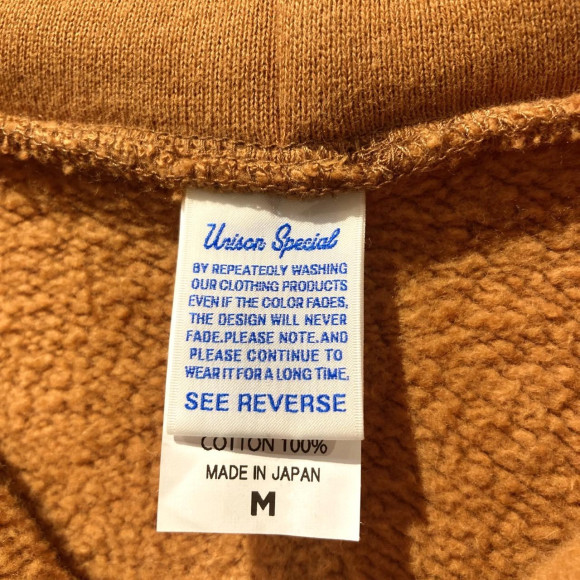 Unison Special
BY REPEATEDLY WASHING
OUR CLOTHING PRODUCTS
EVEN IF THE COLOR FADES,
THE DESIGN WILL NEVER
FADE.PLEASE NOTE.AND
PLEASE CONTINUE TO
WEAR IT FOR A LONG TIME.
SEE REVERSE
COTTON 100%
MADE IN JAPAN
M